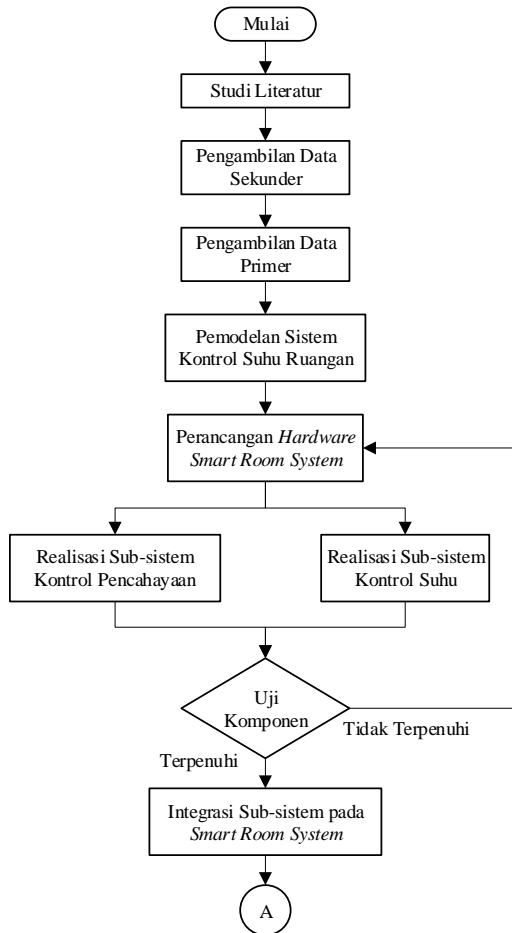 Mulai
Studi Literatur
Pengambilan Data
Sekunder
Pengambilan Data
Primer
Pemodelan Sistem
Kontrol Suhu Ruangan
Perancangan Hardware
Smart Room System
Realisasi Sub-sistem
Kontrol Pencahayaan
Realisasi Sub-sistem
Kontrol Suhu
Uji
Komponen
Tidak Terpenuhi
Terpenuhi
Integrasi Sub-sistem pada
Smart Room System
A